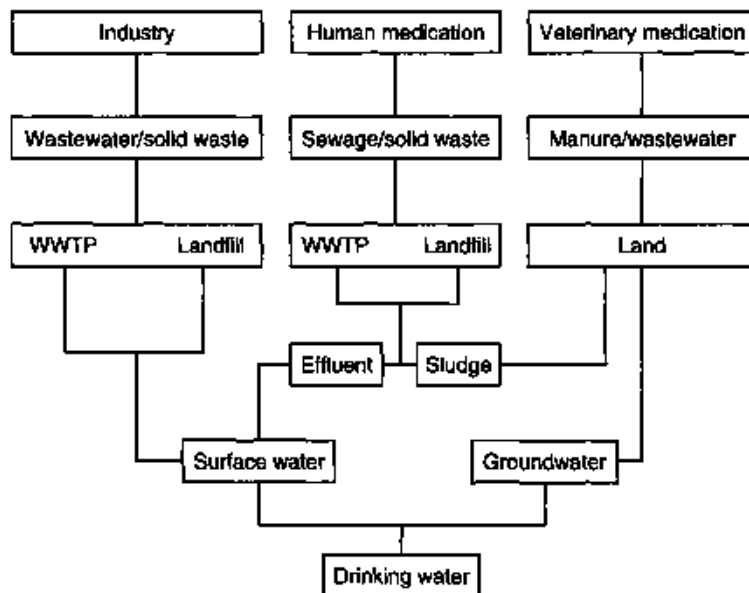 Industry
Human medication
Veterinary medication
Wastewater/solid waste
Sewage/solid waste
Manure/wastewater
WWTP Landfill
WWTP Landfill
Land
Effluent
Sludge
Surface water
Groundwater
Drinking water